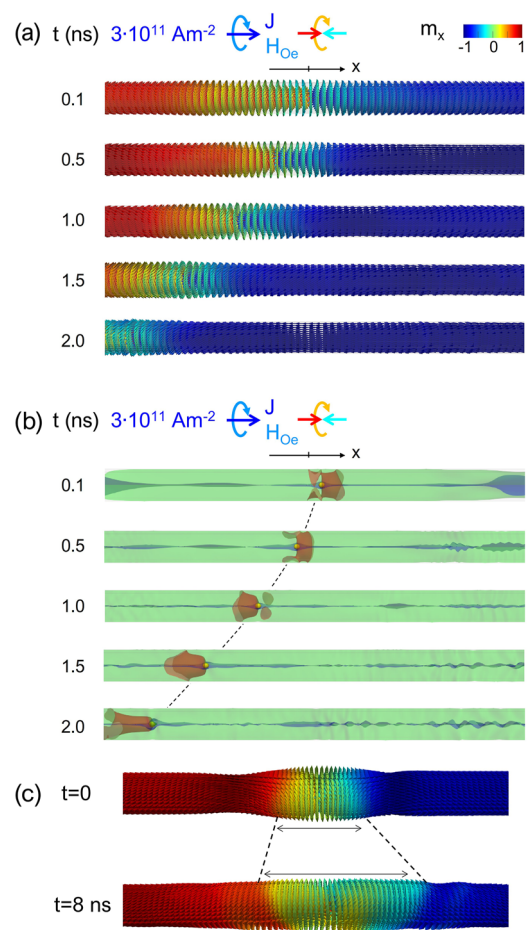 (a) t (ns) 3·10¹¹ Am⁻² J mₓ
H_Oe -1 0 1
x
0.1
0.5
1.0
1.5
2.0
(b) t (ns) 3·10¹¹ Am⁻² J
H_Oe
x
0.1
0.5
1.0
1.5
2.0
(c)
t=0
t=8 ns